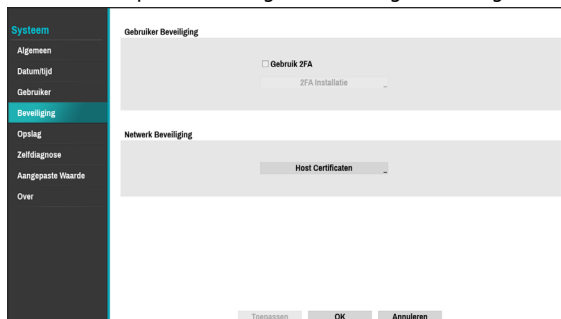 Systeem
Algemeen
Datum/tijd
Gebruiker
Beveiliging
Opslag
Zelfdiagnose
Aangepaste Waarde
Over
Gebruiker Beveiliging
Gebruik 2FA
2FA Installatie
Netwerk Beveiliging
Host Certificaten
Toepassen OK Annuleren